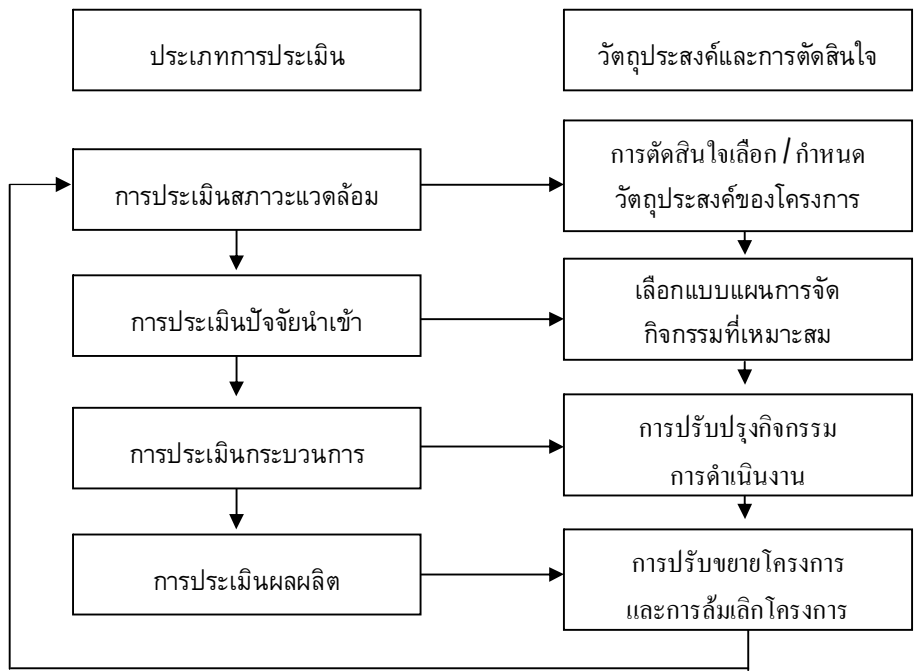 ประเภทการประเมิน
วัตถุประสงค์และการตัดสินใจ
การประเมินสภาวะแวดล้อม
การตัดสินใจเลือก / กำหนด
วัตถุประสงค์ของโครงการ
การประเมินปัจจัยนำเข้า
เลือกแบบแผนการจัด
กิจกรรมที่เหมาะสม
การประเมินกระบวนการ
การปรับปรุงกิจกรรม
การดำเนินงาน
การประเมินผลผลิต
การปรับขยายโครงการ
และการล้มเลิกโครงการ